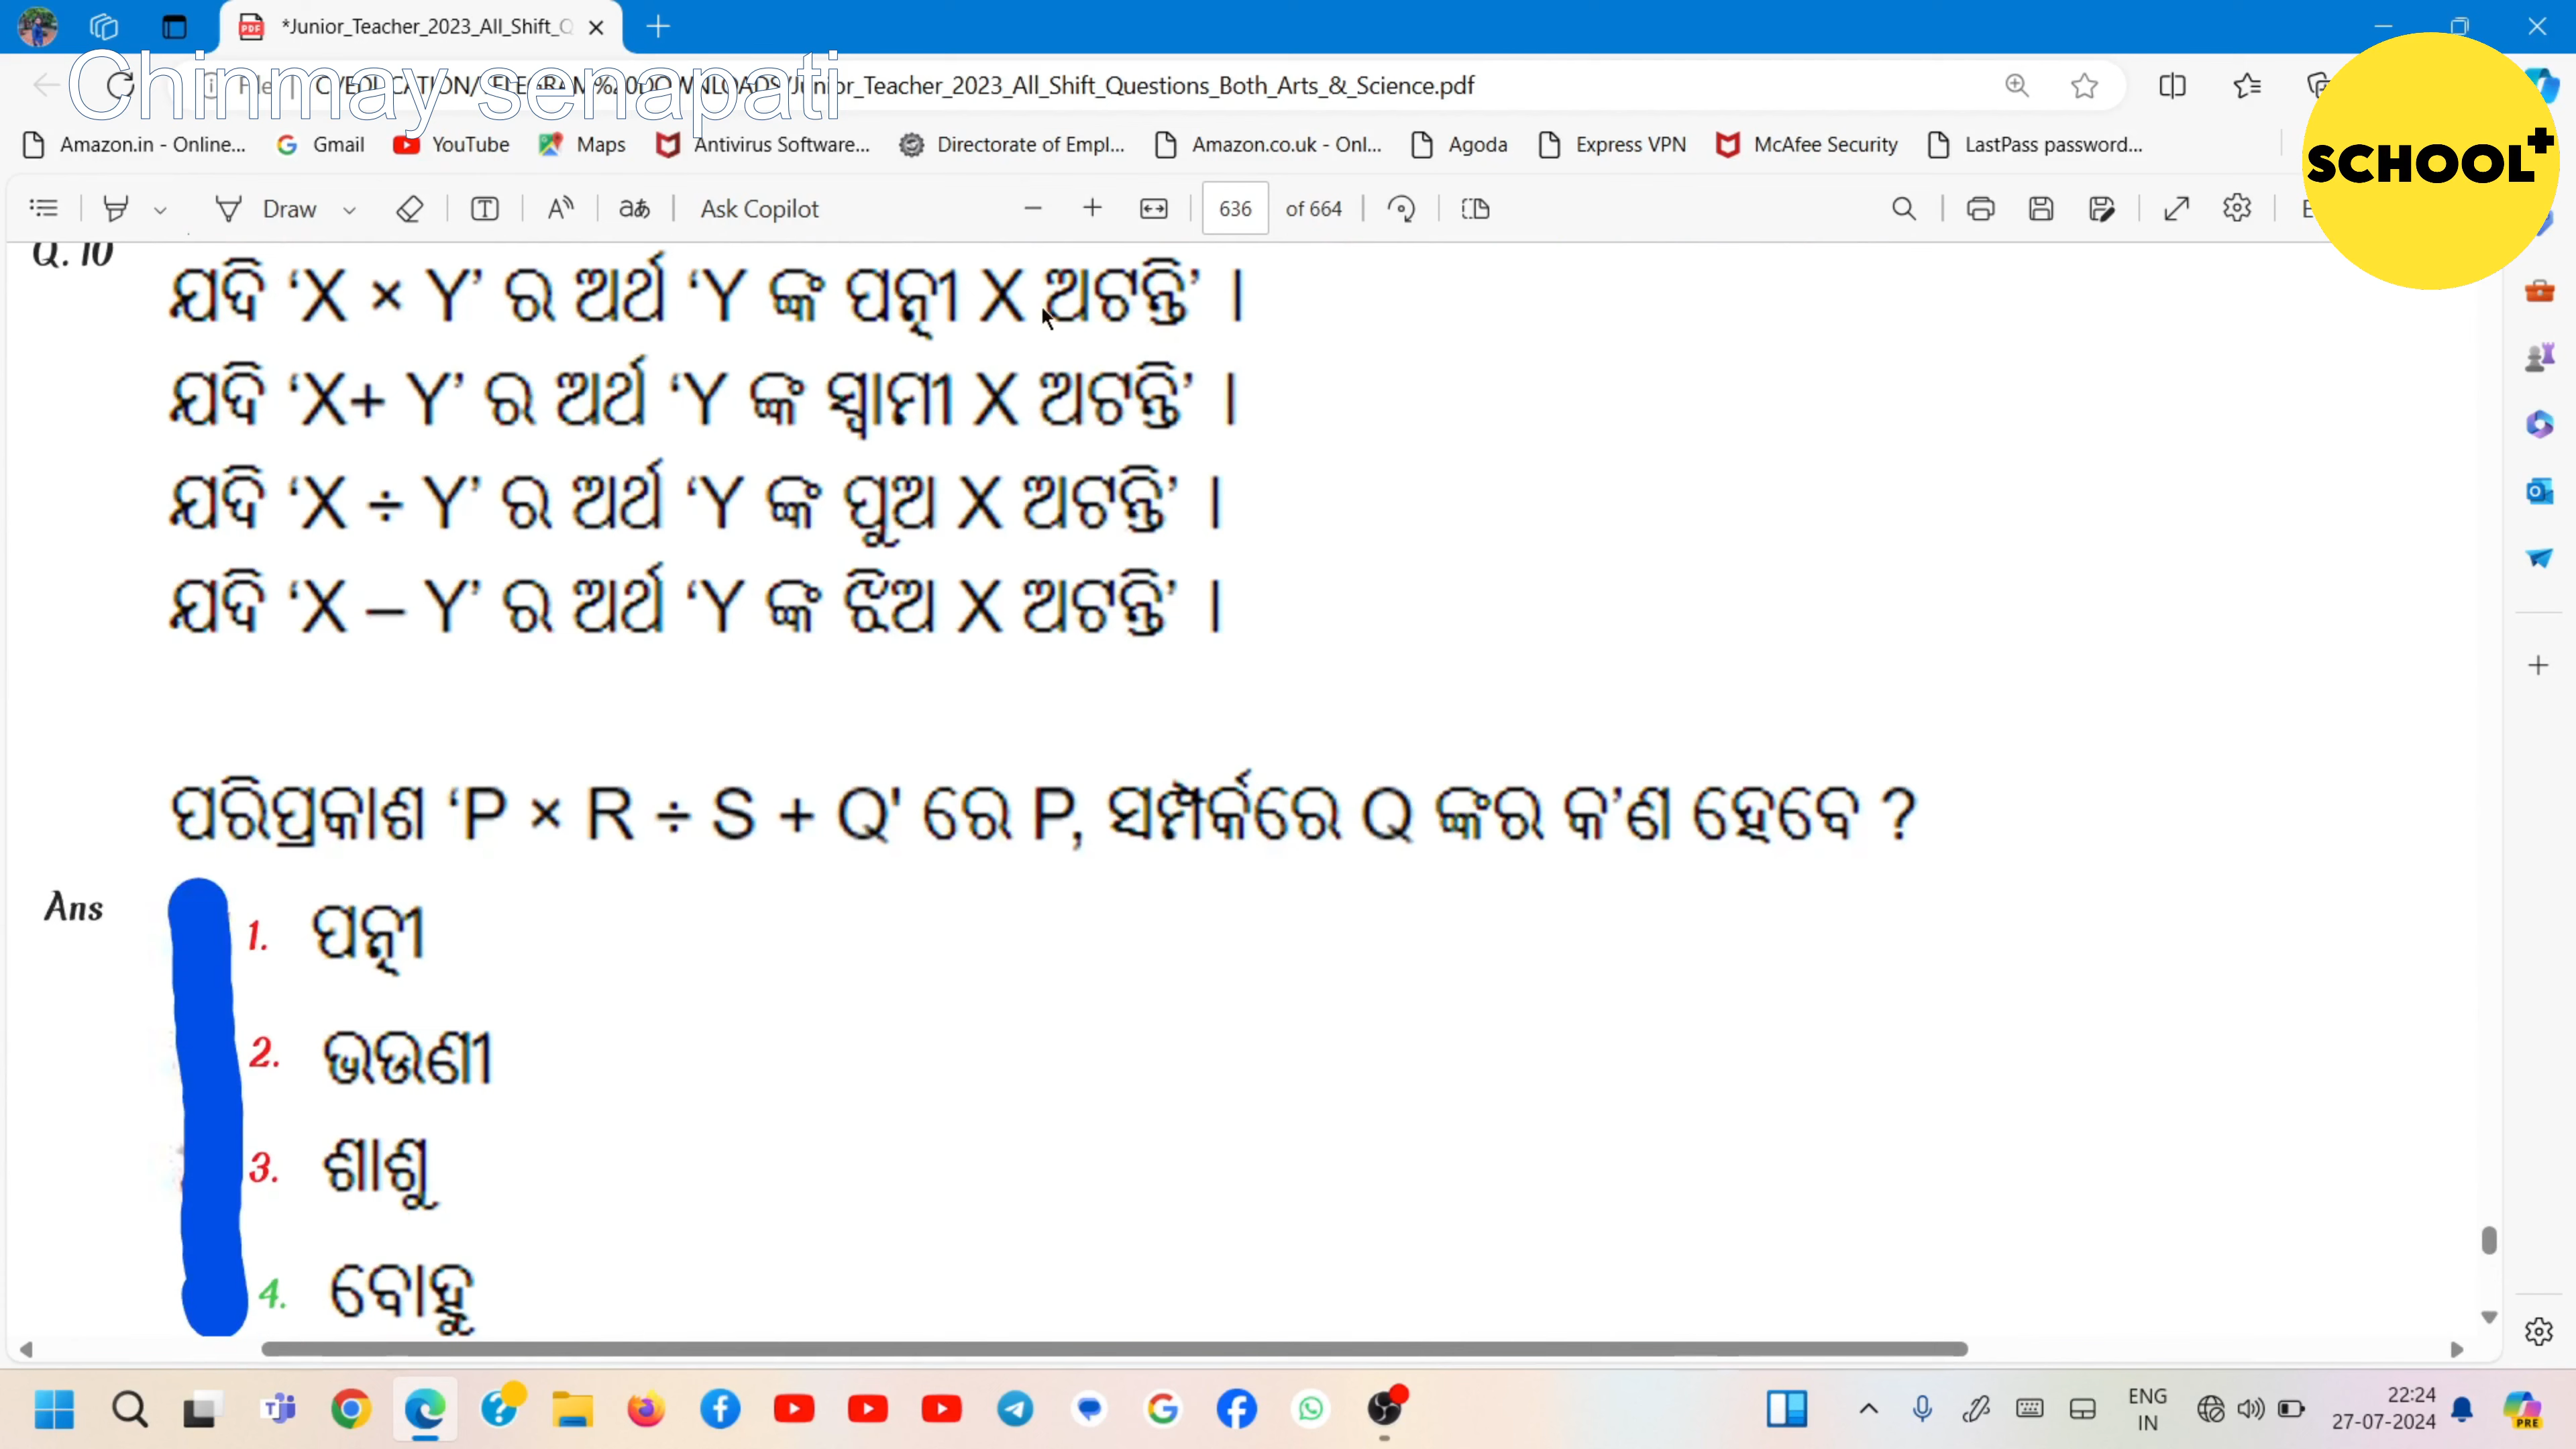 *Junior_Teacher_2023_All_Shift_Q
Chinmay senapati
Junior_Teacher_2023_All_Shift_Questions_Both_Arts_&_Science.pdf
SCHOOL+
Amazon.in - Online... Gmail YouTube Maps Antivirus Software... Directorate of Empl... Amazon.co.uk - Onl... Agoda Express VPN McAfee Security LastPass password...
Draw Ask Copilot 636 of 664
Q. 10
ଯଦି ‘X × Y’ ର ଅର୍ଥ ‘Y ଙ୍କ ପତ୍ନୀ X ଅଟନ୍ତି’ ।
ଯଦି ‘X+ Y’ ର ଅର୍ଥ ‘Y ଙ୍କ ସ୍ଵାମୀ X ଅଟନ୍ତି’ ।
ଯଦି ‘X ÷ Y’ ର ଅର୍ଥ ‘Y ଙ୍କ ପୁଅ X ଅଟନ୍ତି’ ।
ଯଦି ‘X – Y’ ର ଅର୍ଥ ‘Y ଙ୍କ ଝିଅ X ଅଟନ୍ତି’ ।
ପରିପ୍ରକାଶ ‘P × R ÷ S + Q' ରେ P, ସମ୍ପର୍କରେ Q ଙ୍କର କ’ଣ ହେବେ ?
Ans
1. ପତ୍ନୀ
2. ଭଉଣୀ
3. ଶାଶୁ
4. ବୋହୂ
ENG
IN
22:24
27-07-2024
PRE